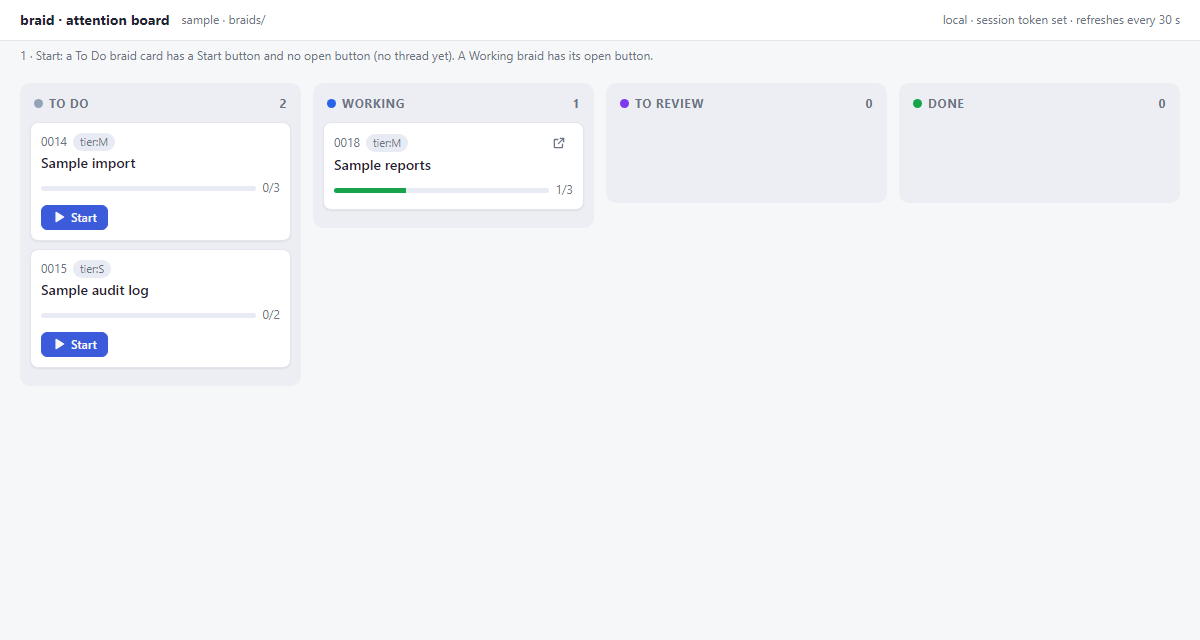 braid · attention board sample · braids/ local · session token set · refreshes every 30 s
1 · Start: a To Do braid card has a Start button and no open button (no thread yet). A Working braid has its open button.
TO DO 2
0014 tier:M
Sample import
0/3
Start
0015 tier:S
Sample audit log
0/2
Start
WORKING 1
0018 tier:M
Sample reports
1/3
TO REVIEW 0
DONE 0